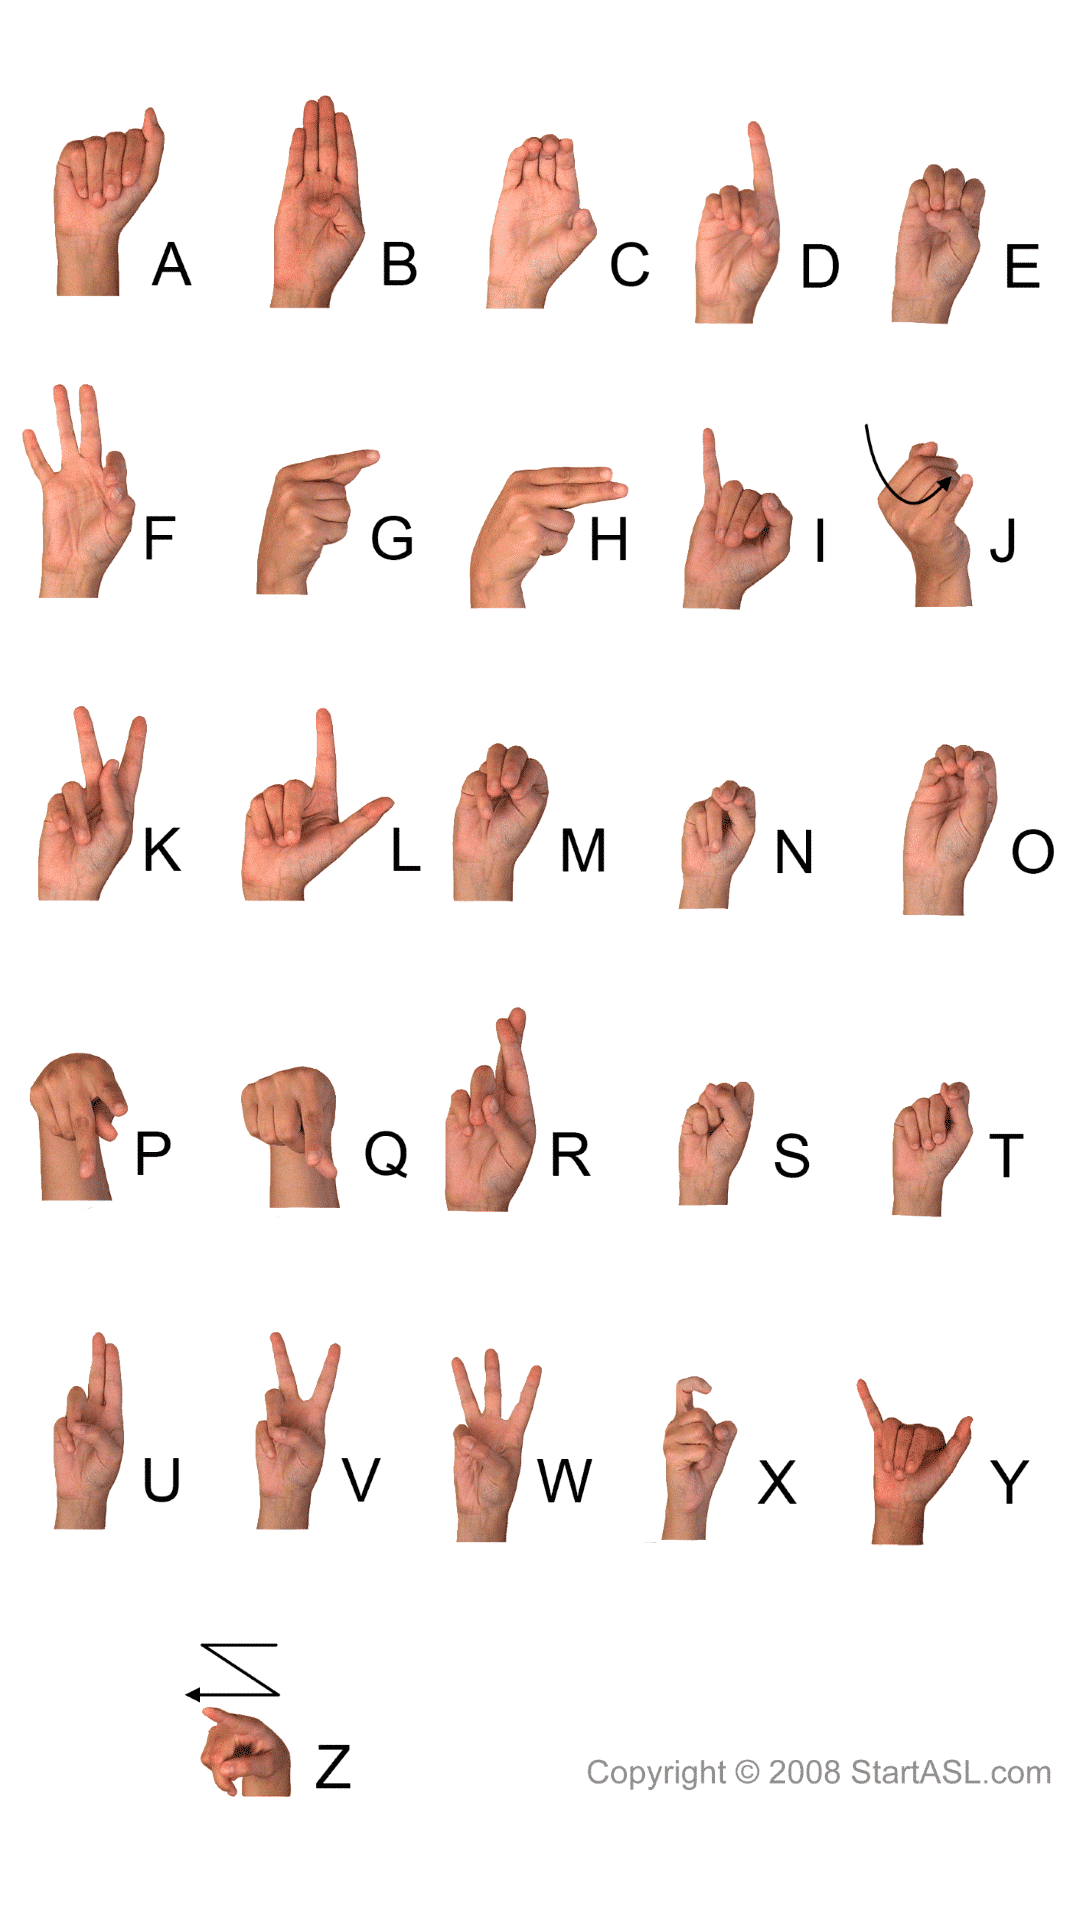 A B C D E
F G H I J
K L M N O
P Q R S T
U V W X Y
Z
Copyright © 2008 StartASL.com